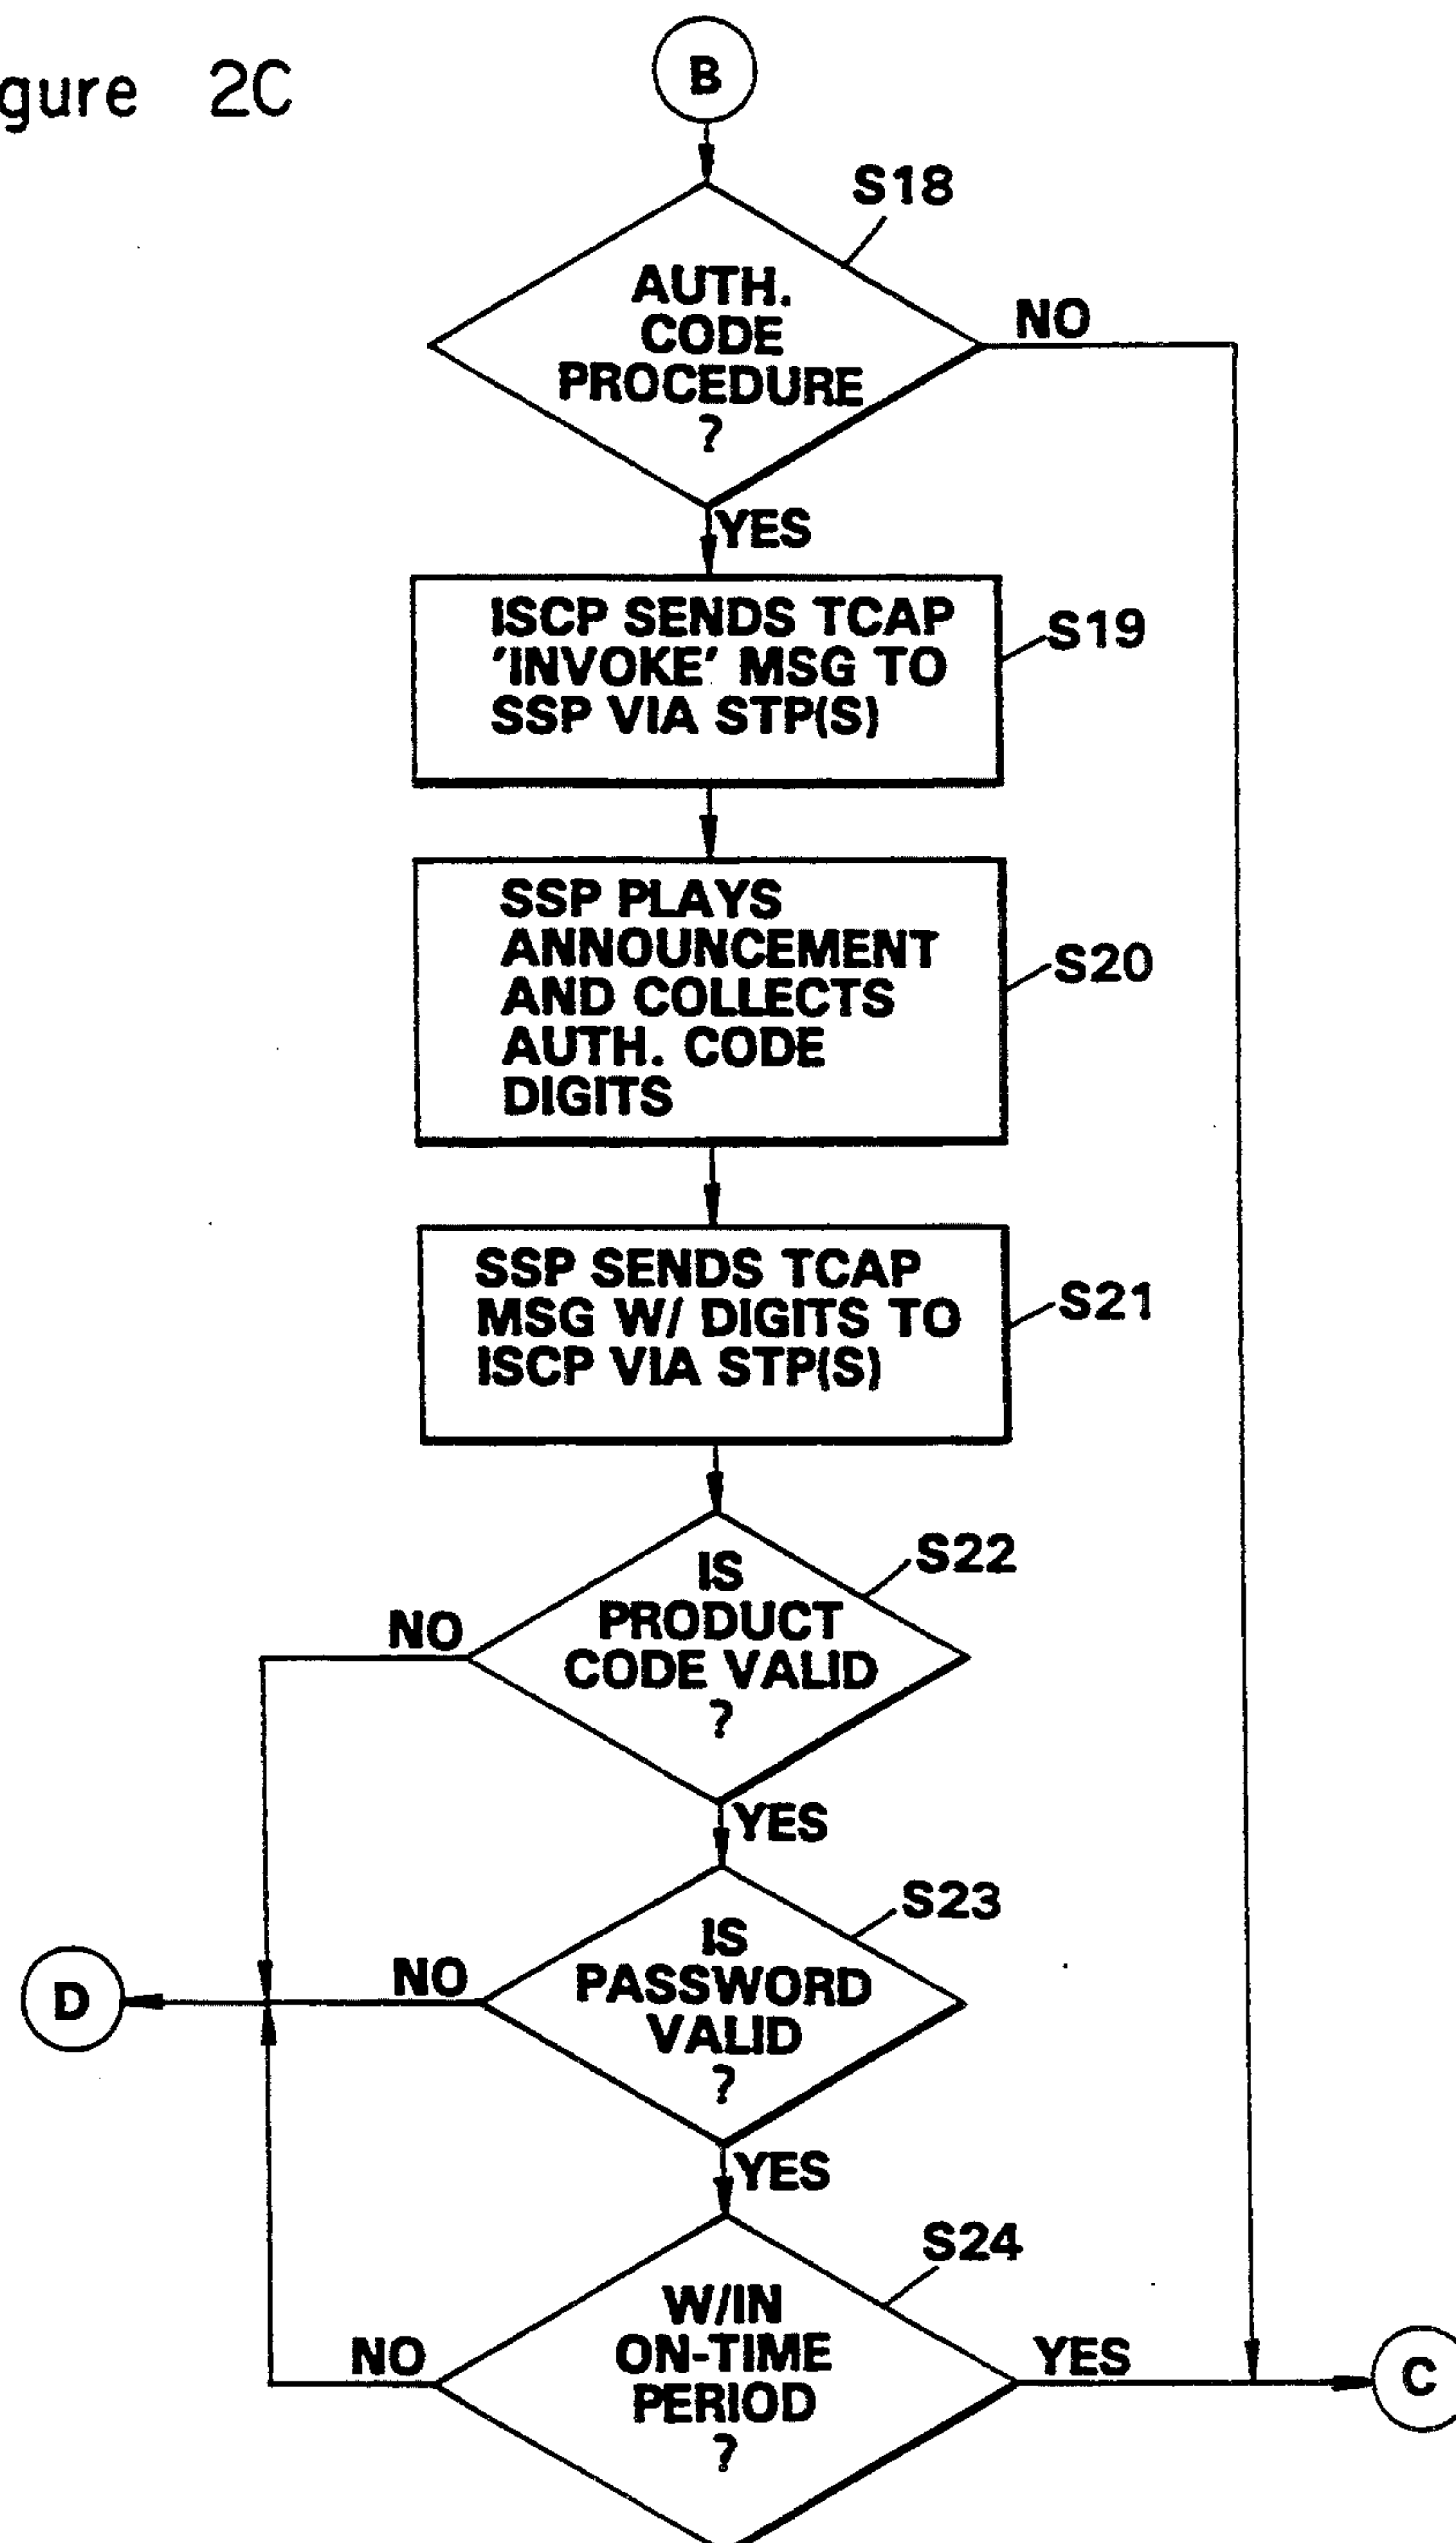 gure 2C
B
S18
AUTH.
CODE
PROCEDURE
?
NO
YES
ISCP SENDS TCAP
'INVOKE' MSG TO
SSP VIA STP(S)
S19
SSP PLAYS
ANNOUNCEMENT
AND COLLECTS
AUTH. CODE
DIGITS
S20
SSP SENDS TCAP
MSG W/ DIGITS TO
ISCP VIA STP(S)
S21
IS
PRODUCT
CODE VALID
?
S22
NO
YES
IS
PASSWORD
VALID
?
S23
NO
D
YES
W/IN
ON-TIME
PERIOD
?
S24
NO
YES
C